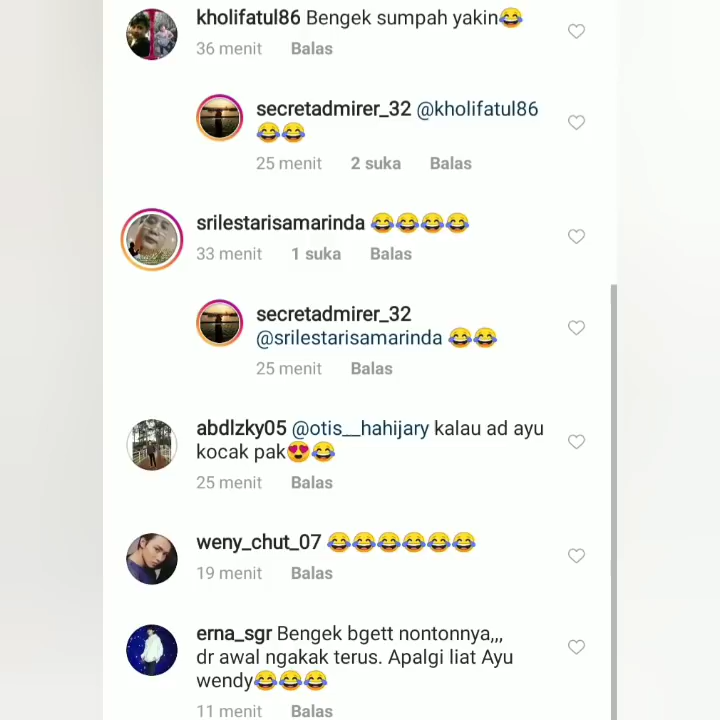 kholifatul86 Bengek sumpah yakin😂
36 menit Balas
secretadmirer_32 @kholifatul86
😂😂
25 menit 2 suka Balas
srilestarisamarinda 😂😂😂😂
33 menit 1 suka Balas
secretadmirer_32
@srilestarisamarinda 😂😂
25 menit Balas
abdlzky05 @otis__hahijary kalau ad ayu
kocak pak😍😂
25 menit Balas
weny_chut_07 😂😂😂😂😂😂
19 menit Balas
erna_sgr Bengek bgett nontonnya,,,
dr awal ngakak terus. Apalgi liat Ayu
wendy😂😂😂
11 menit Balas